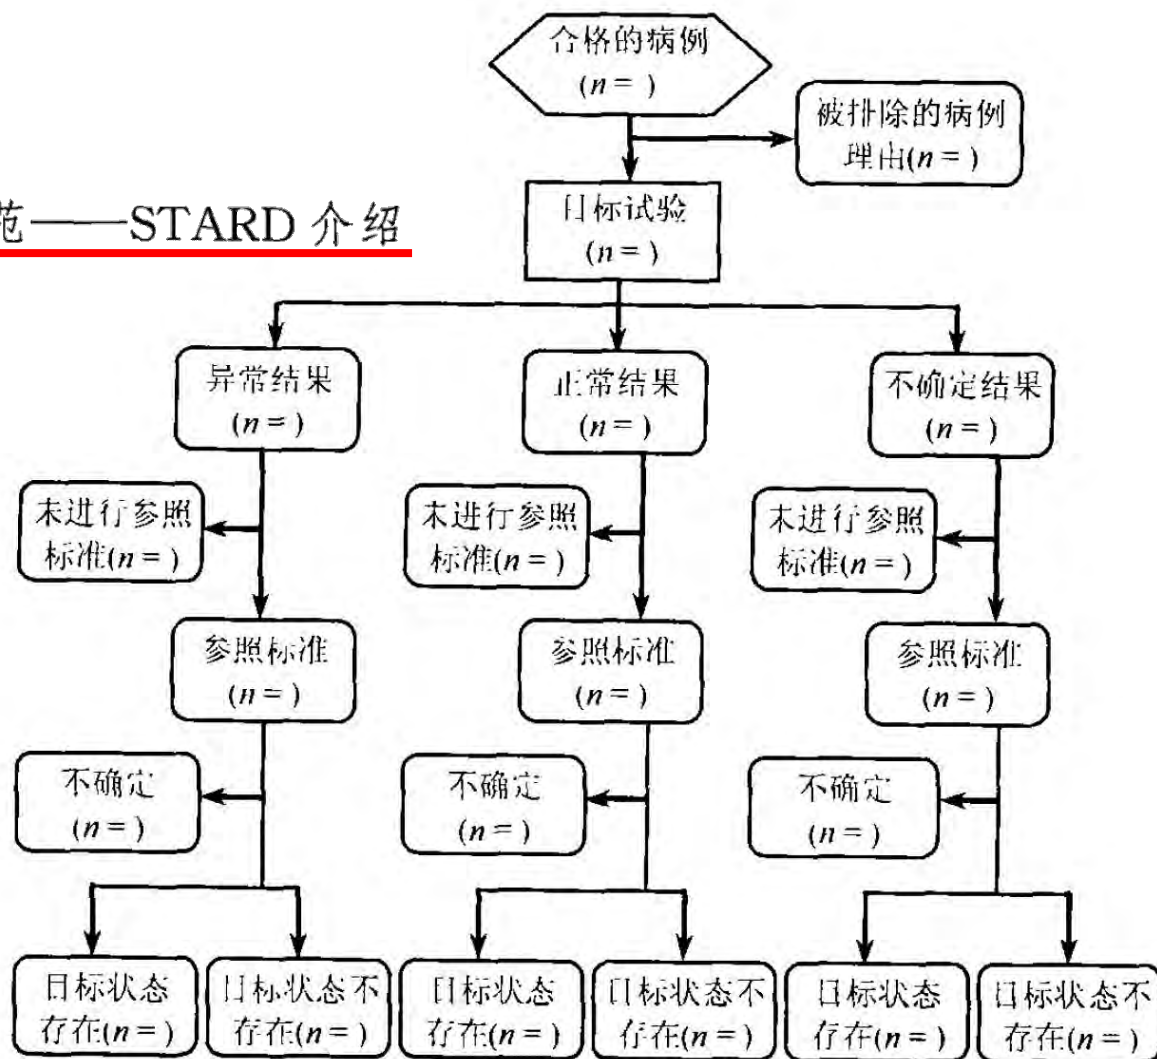 合格的病例
(n = )
被排除的病例
理由(n = )
范——STARD 介绍
目标试验
(n = )
异常结果
(n = )
正常结果
(n = )
不确定结果
(n = )
未进行参照
标准(n = )
未进行参照
标准(n = )
未进行参照
标准(n = )
参照标准
(n = )
参照标准
(n = )
参照标准
(n = )
不确定
(n = )
不确定
(n = )
不确定
(n = )
目标状态
存在(n = )
目标状态不
存在(n = )
目标状态
存在(n = )
目标状态不
存在(n = )
目标状态
存在(n = )
目标状态不
存在(n = )